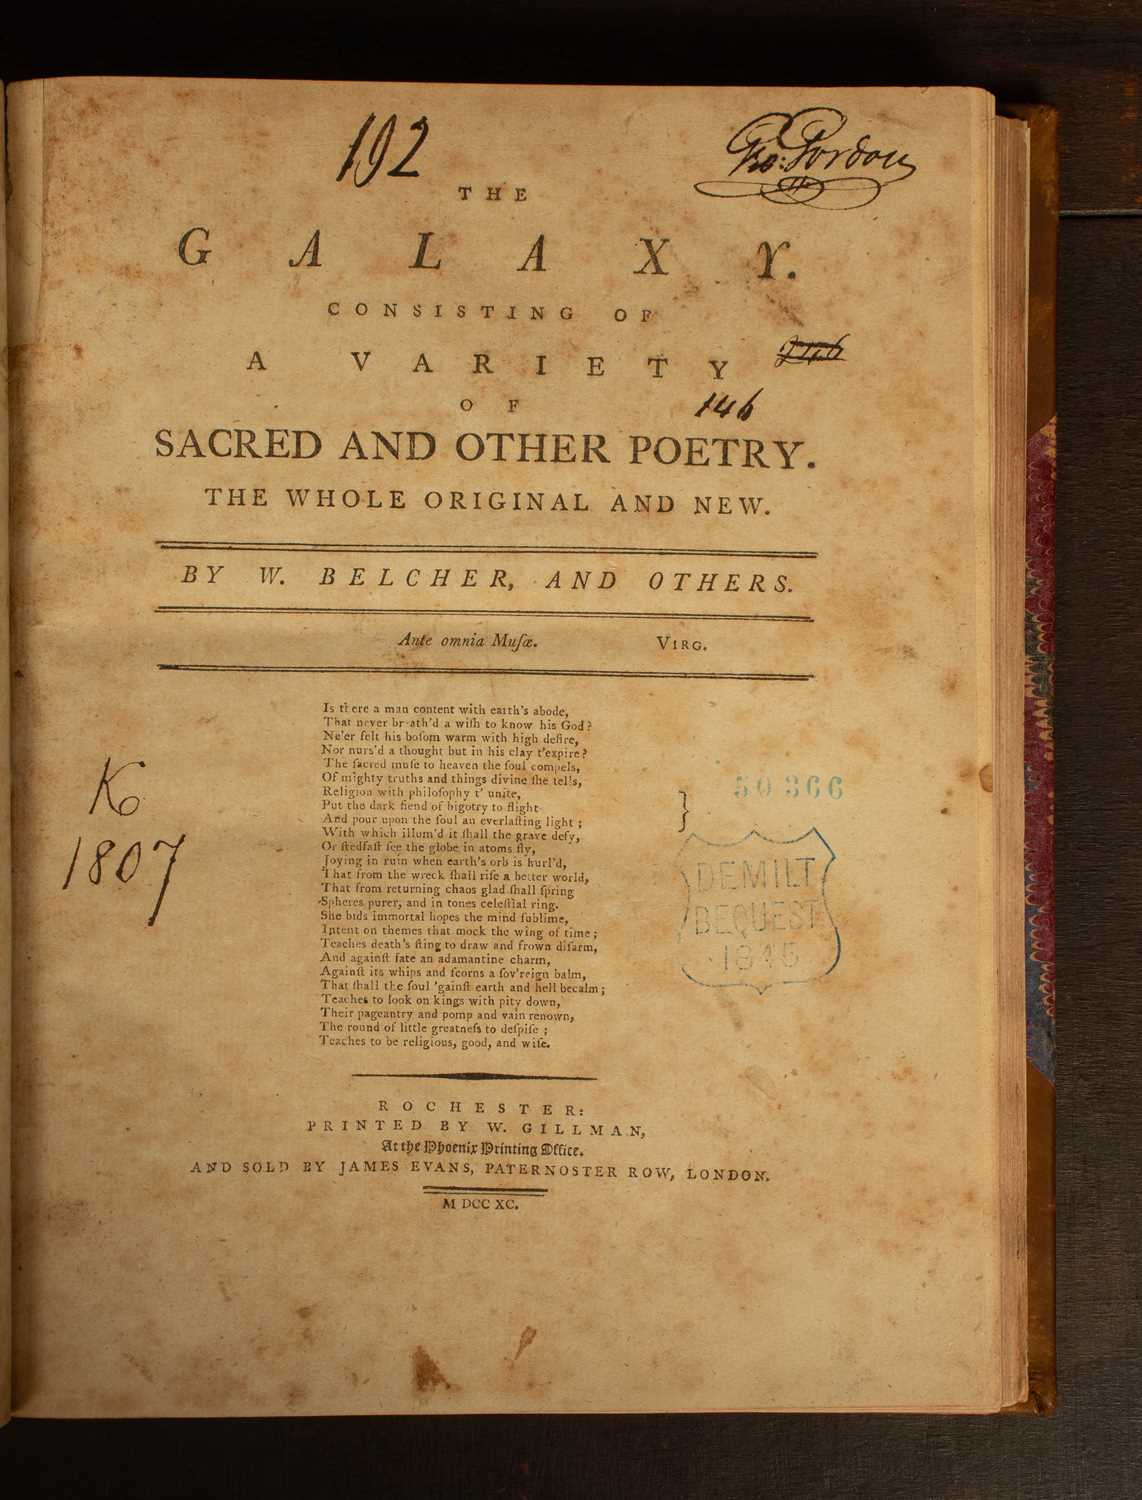 192
Tho: Gordon
THE
GALAXY.
CONSISTING OF
A VARIETY
OF
146
SACRED AND OTHER POETRY.
THE WHOLE ORIGINAL AND NEW.
BY W. BELCHER, AND OTHERS.
Ante omnia Muſæ. VIRG.
Is there a man content with earth's abode,
That never breath'd a wiſh to know his God?
Ne'er felt his boſom warm with high deſire,
Nor nurs'd a thought but in his clay t'expire?
The ſacred muſe to heaven the ſoul compels,
Of mighty truths and things divine ſhe tells,
Religion with philoſophy t' unite,
Put the dark fiend of bigotry to flight
And pour upon the ſoul an everlaſting light ;
With which illum'd it ſhall the grave defy,
Or ſtedfaſt ſee the globe in atoms fly,
Joying in ruin when earth's orb is hurl'd,
That from the wreck ſhall riſe a better world,
That from returning chaos glad ſhall ſpring
Spheres purer, and in tones celeſtial ring.
She bids immortal hopes the mind ſublime,
Intent on themes that mock the wing of time ;
Teaches death's ſting to draw and frown diſarm,
And againſt fate an adamantine charm,
Againſt its whips and ſcorns a ſov'reign balm,
That ſhall the ſoul 'gainſt earth and hell becalm ;
Teaches to look on kings with pity down,
Their pageantry and pomp and vain renown,
The round of little greatneſs to deſpiſe ;
Teaches to be religious, good, and wiſe.
}
50366
DEMILT
BEQUEST
1845
K
1807
ROCHESTER:
PRINTED BY W. GILLMAN,
At the Phoenix Printing Office.
AND SOLD BY JAMES EVANS, PATERNOSTER ROW, LONDON.
M DCC XC.